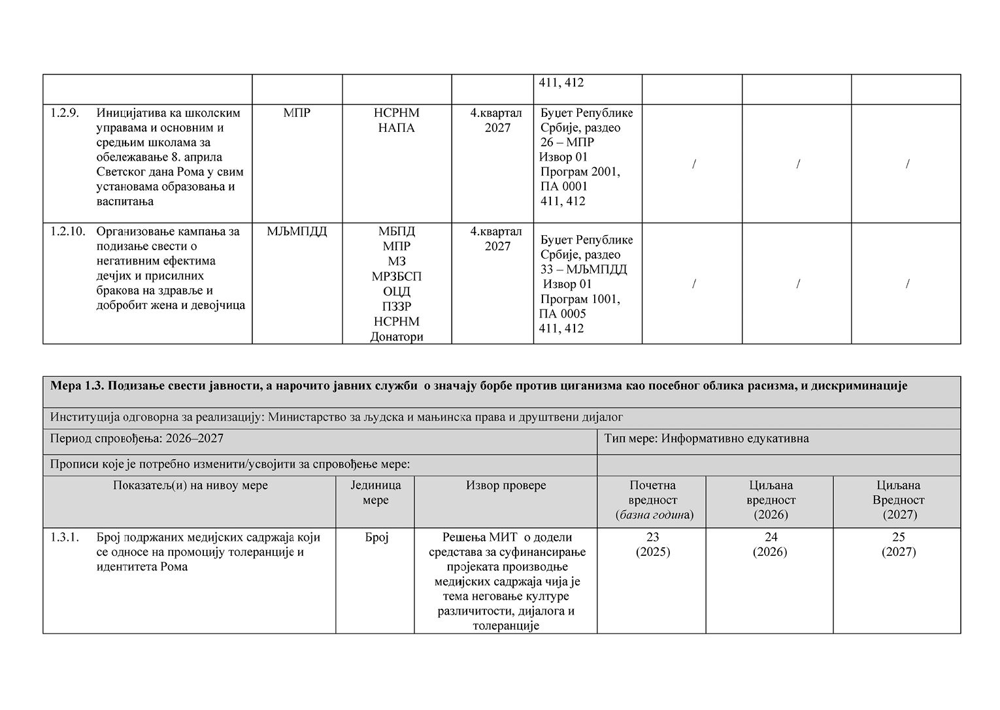 411, 412
1.2.9. Иницијатива ка школским
управама и основним и
средњим школама за
обележавање 8. априла
Светског дана Рома у свим
установама образовања и
васпитања
МПР
НСРНМ
НАПА
4.квартал
2027
Буџет Републике
Србије, раздео
26 – МПР
Извор 01
Програм 2001,
ПА 0001
411, 412
/
/
/
1.2.10. Организовање кампања за
подизање свести о
негативним ефектима
дечјих и присилних
бракова на здравље и
добробит жена и девојчица
МЉМПДД
МБПД
МПР
МЗ
МРЗБСП
ОЦД
ПЗЗР
НСРНМ
Донатори
4.квартал
2027
Буџет Републике
Србије, раздео
33 – МЉМПДД
Извор 01
Програм 1001,
ПА 0005
411, 412
/
/
/
Мера 1.3. Подизање свести јавности, а нарочито јавних служби о значају борбе против циганизма као посебног облика расизма, и дискриминације
Институција одговорна за реализацију: Министарство за људска и мањинска права и друштвени дијалог
Период спровођења: 2026–2027
Тип мере: Информативно едукативна
Прописи које је потребно изменити/усвојити за спровођење мере:
Показатељ(и) на нивоу мере
Јединица
мере
Извор провере
Почетна
вредност
(базна година)
Циљана
вредност
(2026)
Циљана
Вредност
(2027)
1.3.1. Број подржаних медијских садржаја који
се односе на промоцију толеранције и
идентитета Рома
Број
Решења МИТ о додели
средстава за суфинансирање
пројеката производње
медијских садржаја чија је
тема неговање културе
различитости, дијалога и
толеранције
23
(2025)
24
(2026)
25
(2027)